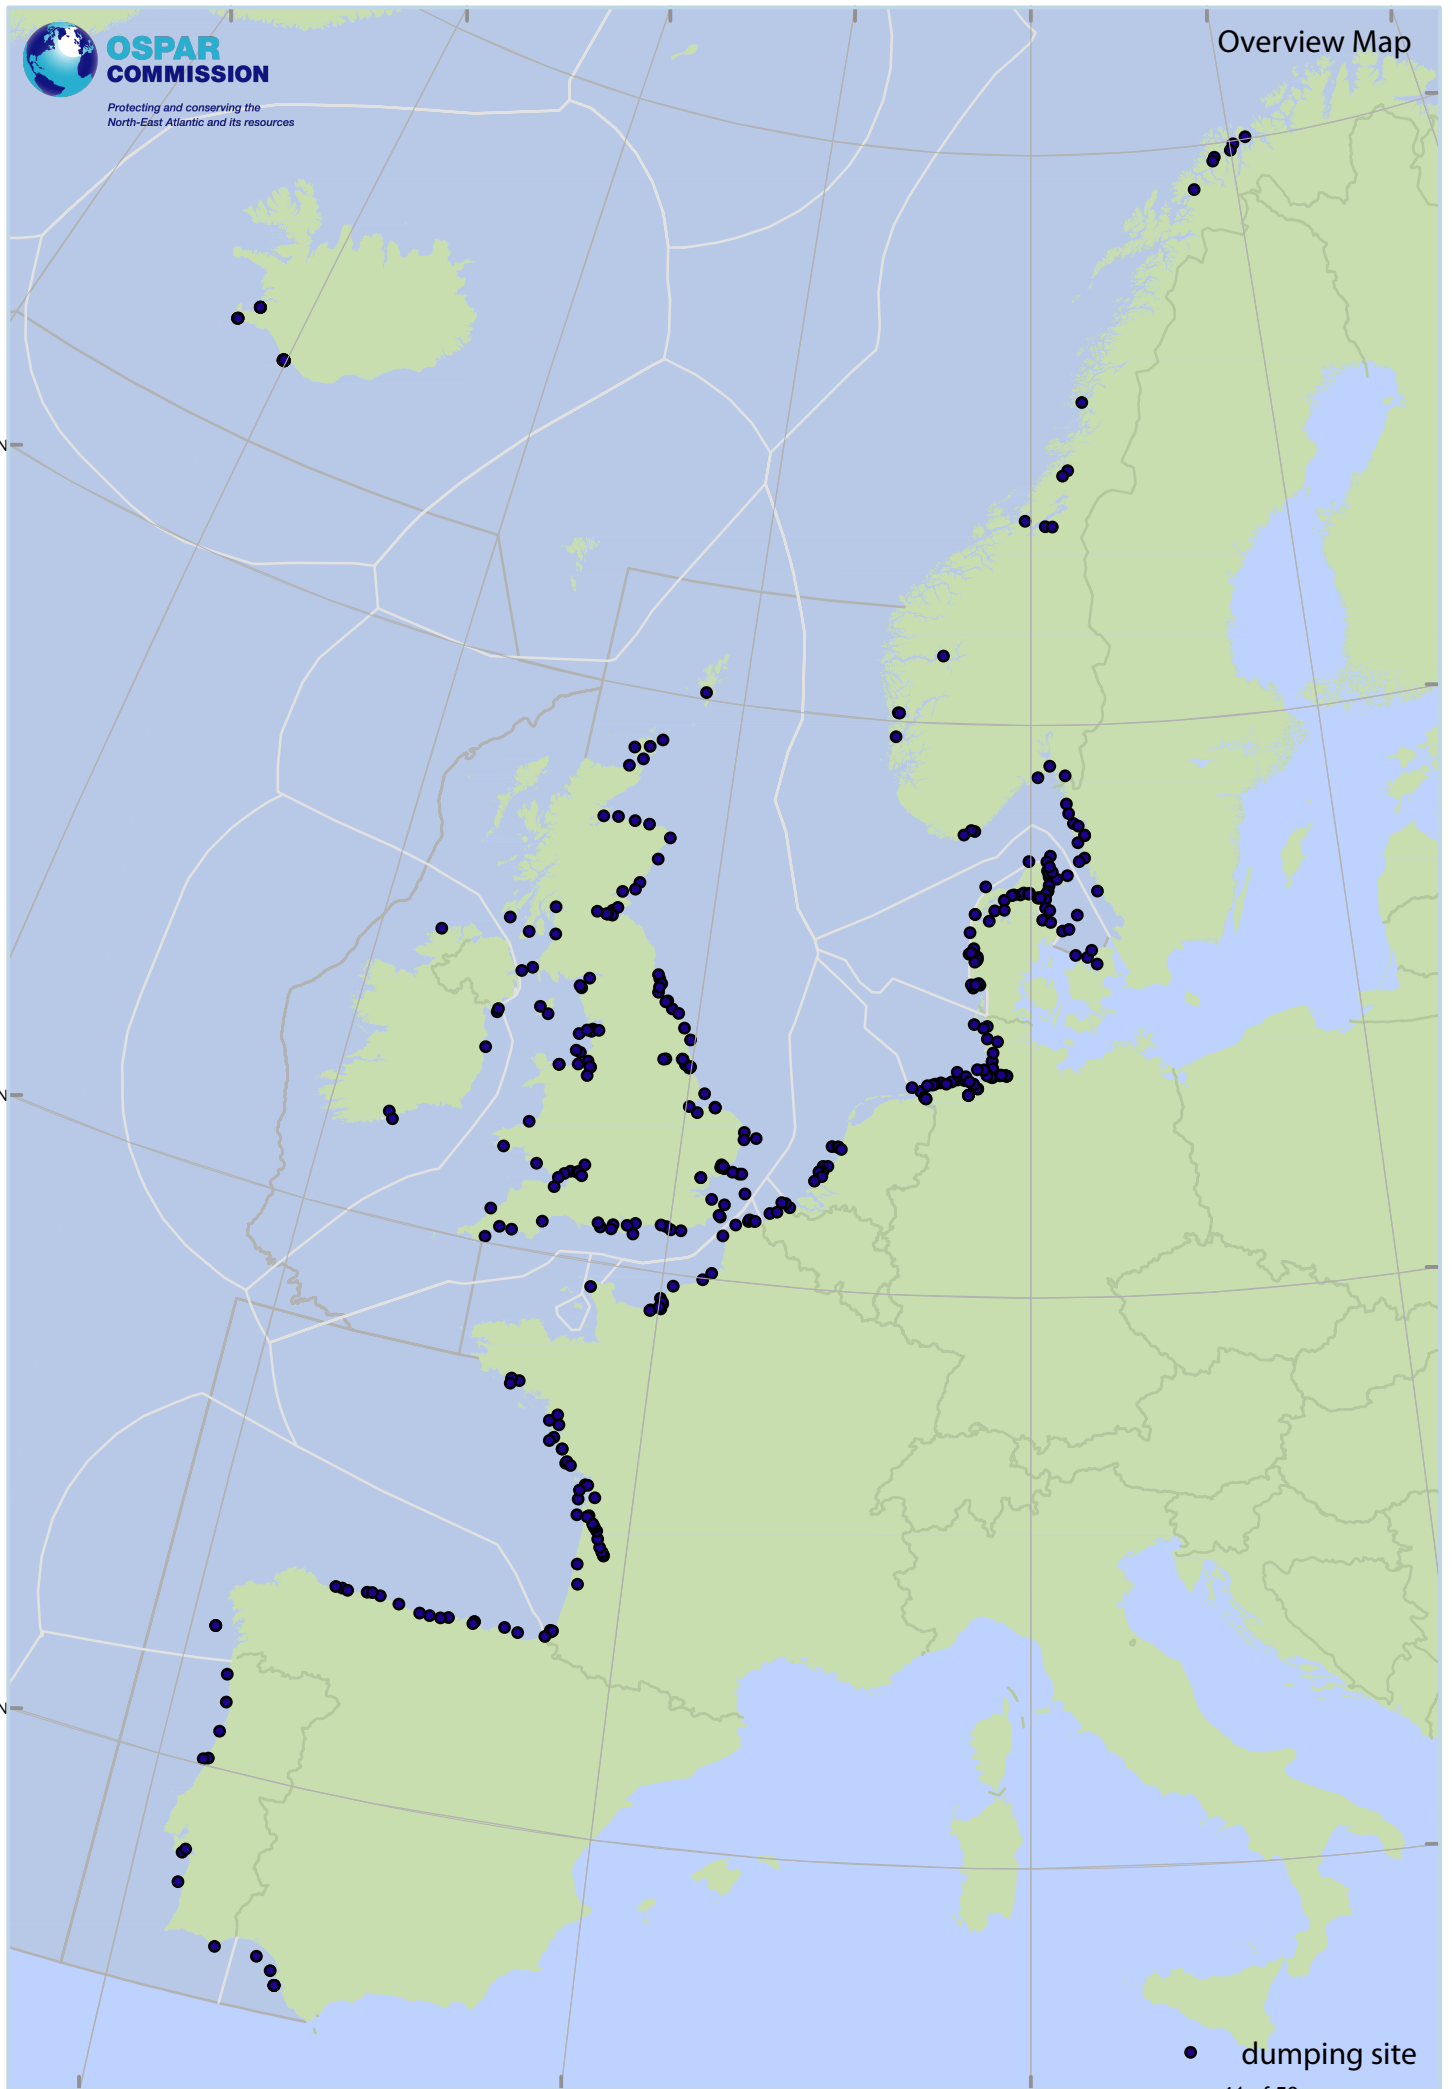 OSPAR
COMMISSION
Protecting and conserving the
North-East Atlantic and its resources
Overview Map
N
N
N
dumping site